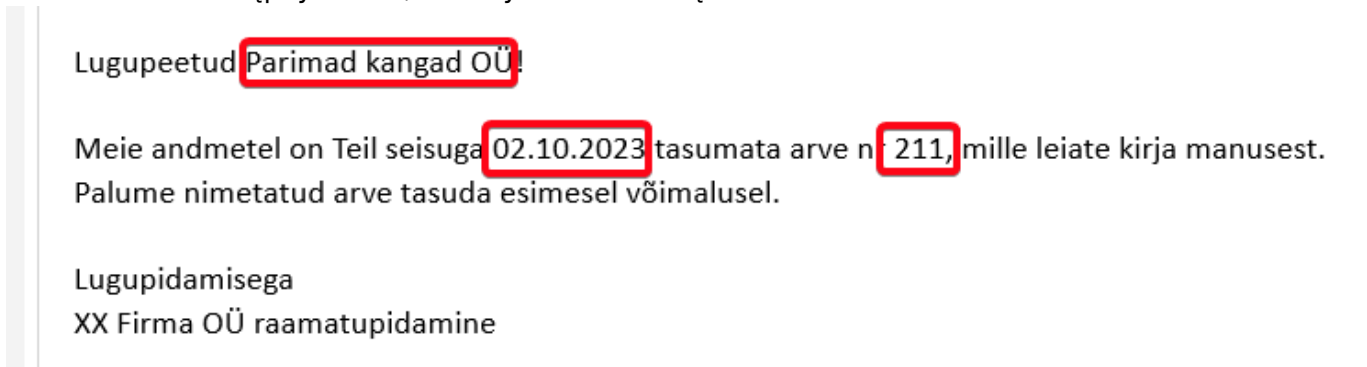 Lugupeetud Parimad kangad OÜ!
Meie andmetel on Teil seisuga 02.10.2023 tasumata arve nr 211, mille leiate kirja manusest.
Palume nimetatud arve tasuda esimesel võimalusel.
Lugupidamisega
XX Firma OÜ raamatupidamine